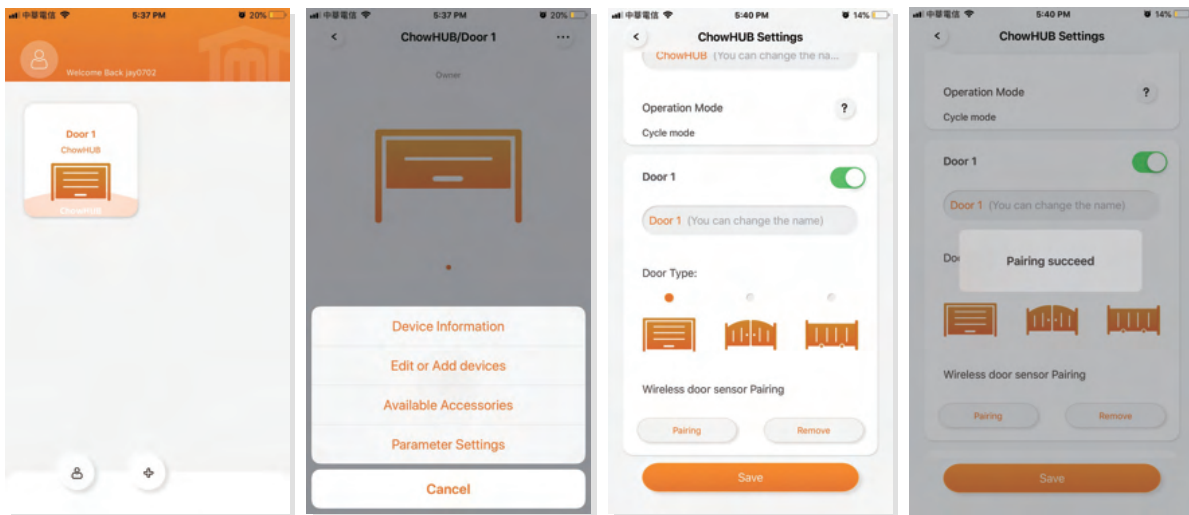 中華電信
5:37 PM
20%
Welcome Back jay0702
Door 1
ChowHUB
ChowHUB
中華電信
5:37 PM
20%
ChowHUB/Door 1
Owner
Device Information
Edit or Add devices
Available Accessories
Parameter Settings
Cancel
中華電信
5:40 PM
14%
ChowHUB Settings
ChowHUB (You can change the na...
Operation Mode
?
Cycle mode
Door 1
Door 1 (You can change the name)
Door Type:
Wireless door sensor Pairing
Pairing
Remove
Save
中華電信
5:40 PM
14%
ChowHUB Settings
Operation Mode
?
Cycle mode
Door 1
Door 1 (You can change the name)
Pairing succeed
Wireless door sensor Pairing
Pairing
Remove
Save